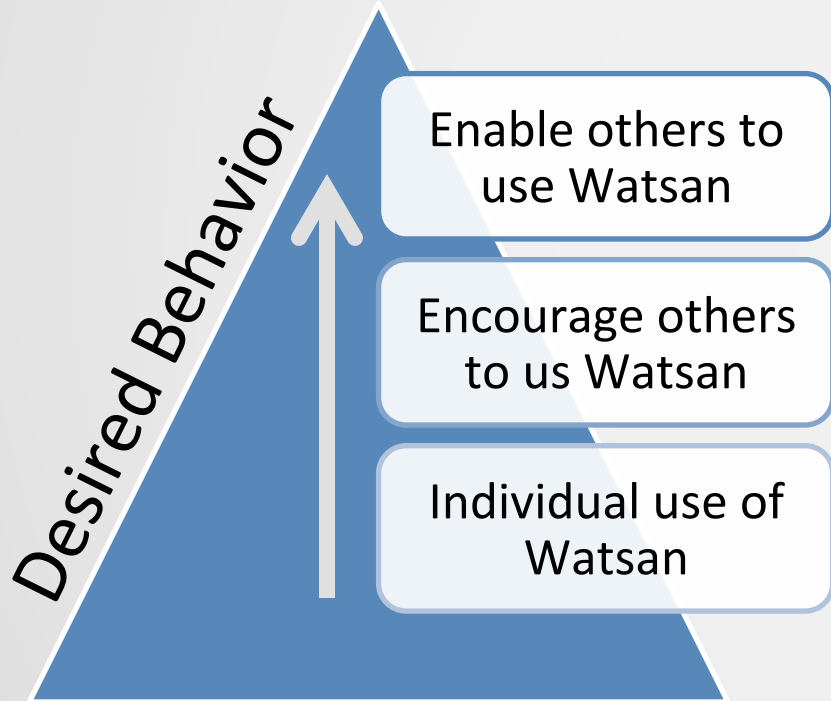 Desired Behavior
Enable others to
use Watsan
Encourage others
to us Watsan
Individual use of
Watsan